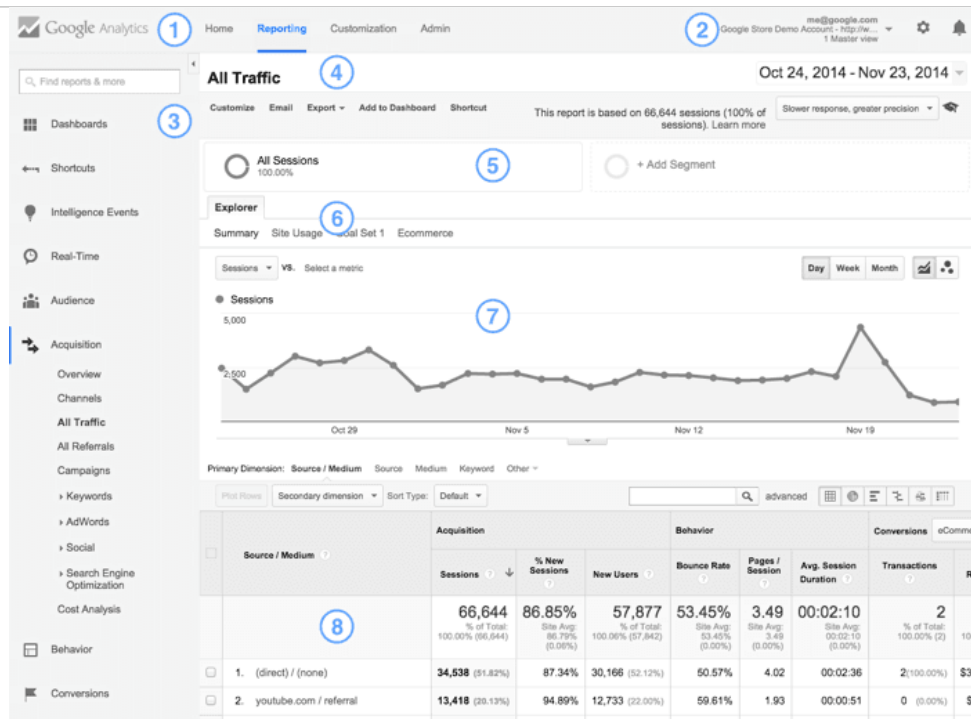 Google Analytics
1
Home
Reporting
Customization
Admin
2
me@google.com
Google Store Demo Account - http://w...
1 Master view
Find reports & more
Dashboards
3
Shortcuts
Intelligence Events
Real-Time
Audience
Acquisition
Overview
Channels
All Traffic
All Referrals
Campaigns
Keywords
AdWords
Social
Search Engine
Optimization
Cost Analysis
Behavior
Conversions
All Traffic
4
Oct 24, 2014 - Nov 23, 2014
Customize Email Export Add to Dashboard Shortcut
This report is based on 66,644 sessions (100% of
sessions). Learn more
Slower response, greater precision
All Sessions
100.00%
5
+ Add Segment
Explorer
6
Summary Site Usage Goal Set 1 Ecommerce
Sessions VS. Select a metric
Day Week Month
Sessions
5,000
7
2,500
Oct 29 Nov 5 Nov 12 Nov 19
Primary Dimension: Source / Medium Source Medium Keyword Other
Plot Rows Secondary dimension Sort Type: Default
advanced
Acquisition Behavior Conversions
Source / Medium ?
Sessions ?
% New
Sessions
?
New Users ?
Bounce Rate
?
Pages /
Session
?
Avg. Session
Duration ?
Transactions
?
8
66,644
% of Total:
100.00% (66,644)
86.85%
Site Avg:
86.79%
(0.06%)
57,877
% of Total:
100.06% (57,842)
53.45%
Site Avg:
53.45%
(0.00%)
3.49
Site Avg:
3.49
(0.00%)
00:02:10
Site Avg:
00:02:10
(0.00%)
2
% of Total:
100.00% (2)
1. (direct) / (none) 34,538 (51.82%) 87.34% 30,166 (52.12%) 50.57% 4.02 00:02:36 2(100.00%)
2. youtube.com / referral 13,418 (20.13%) 94.89% 12,733 (22.00%) 59.61% 1.93 00:00:51 0 (0.00%)